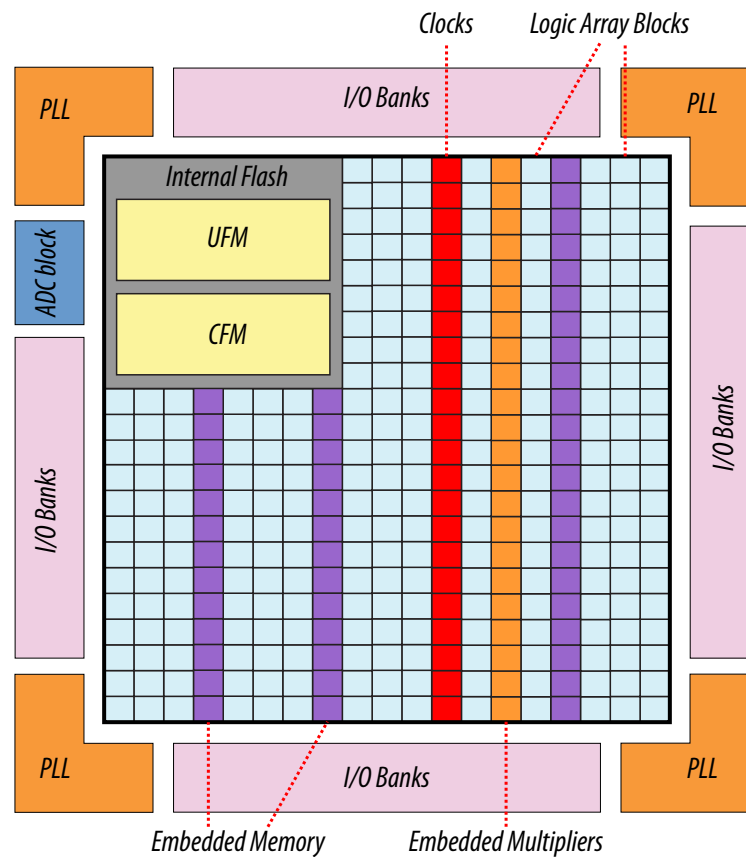 Clocks
Logic Array Blocks
PLL
I/O Banks
PLL
Internal Flash
UFM
ADC block
CFM
I/O Banks
I/O Banks
PLL
I/O Banks
PLL
Embedded Memory
Embedded Multipliers